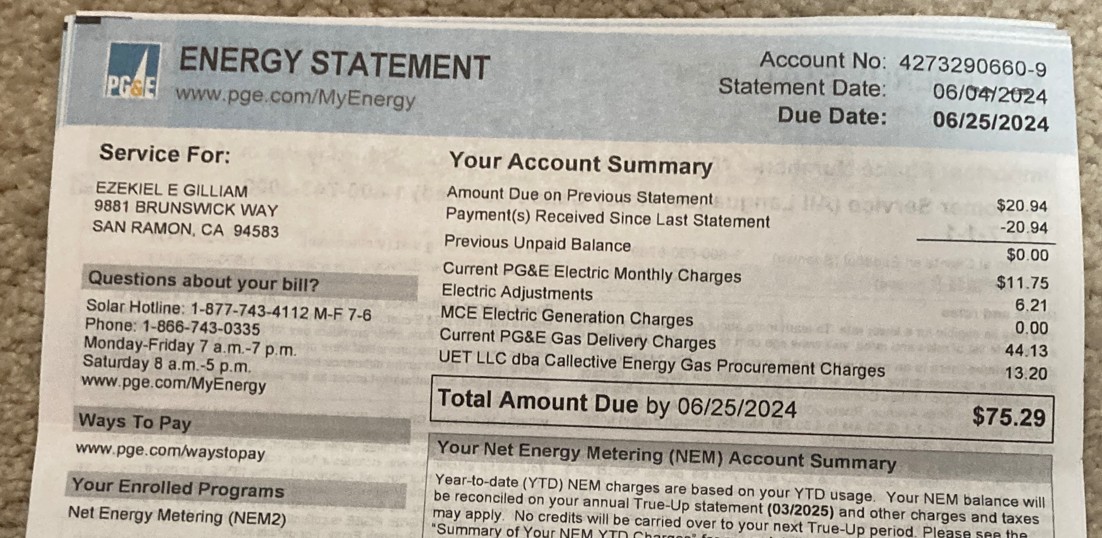 PG&E
ENERGY STATEMENT
www.pge.com/MyEnergy
Account No: 4273290660-9
Statement Date: 06/04/2024
Due Date: 06/25/2024
Service For:
EZEKIEL E GILLIAM
9881 BRUNSWICK WAY
SAN RAMON, CA 94583
Questions about your bill?
Solar Hotline: 1-877-743-4112 M-F 7-6
Phone: 1-866-743-0335
Monday-Friday 7 a.m.-7 p.m.
Saturday 8 a.m.-5 p.m.
www.pge.com/MyEnergy
Ways To Pay
www.pge.com/waystopay
Your Enrolled Programs
Net Energy Metering (NEM2)
Your Account Summary
Amount Due on Previous Statement $20.94
Payment(s) Received Since Last Statement -20.94
Previous Unpaid Balance $0.00
Current PG&E Electric Monthly Charges $11.75
Electric Adjustments 6.21
MCE Electric Generation Charges 0.00
Current PG&E Gas Delivery Charges 44.13
UET LLC dba Callective Energy Gas Procurement Charges 13.20
Total Amount Due by 06/25/2024 $75.29
Your Net Energy Metering (NEM) Account Summary
Year-to-date (YTD) NEM charges are based on your YTD usage. Your NEM balance will
be reconciled on your annual True-Up statement (03/2025) and other charges and taxes
may apply. No credits will be carried over to your next True-Up period. Please see the
"Summary of Your NEM YTD